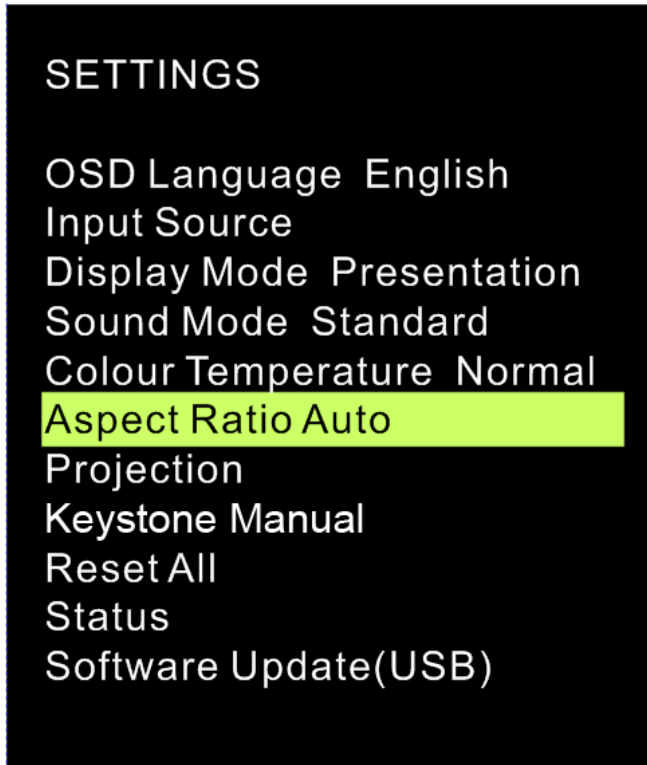 SETTINGS
OSD Language English
Input Source
Display Mode Presentation
Sound Mode Standard
Colour Temperature Normal
Aspect Ratio Auto
Projection
Keystone Manual
Reset All
Status
Software Update(USB)